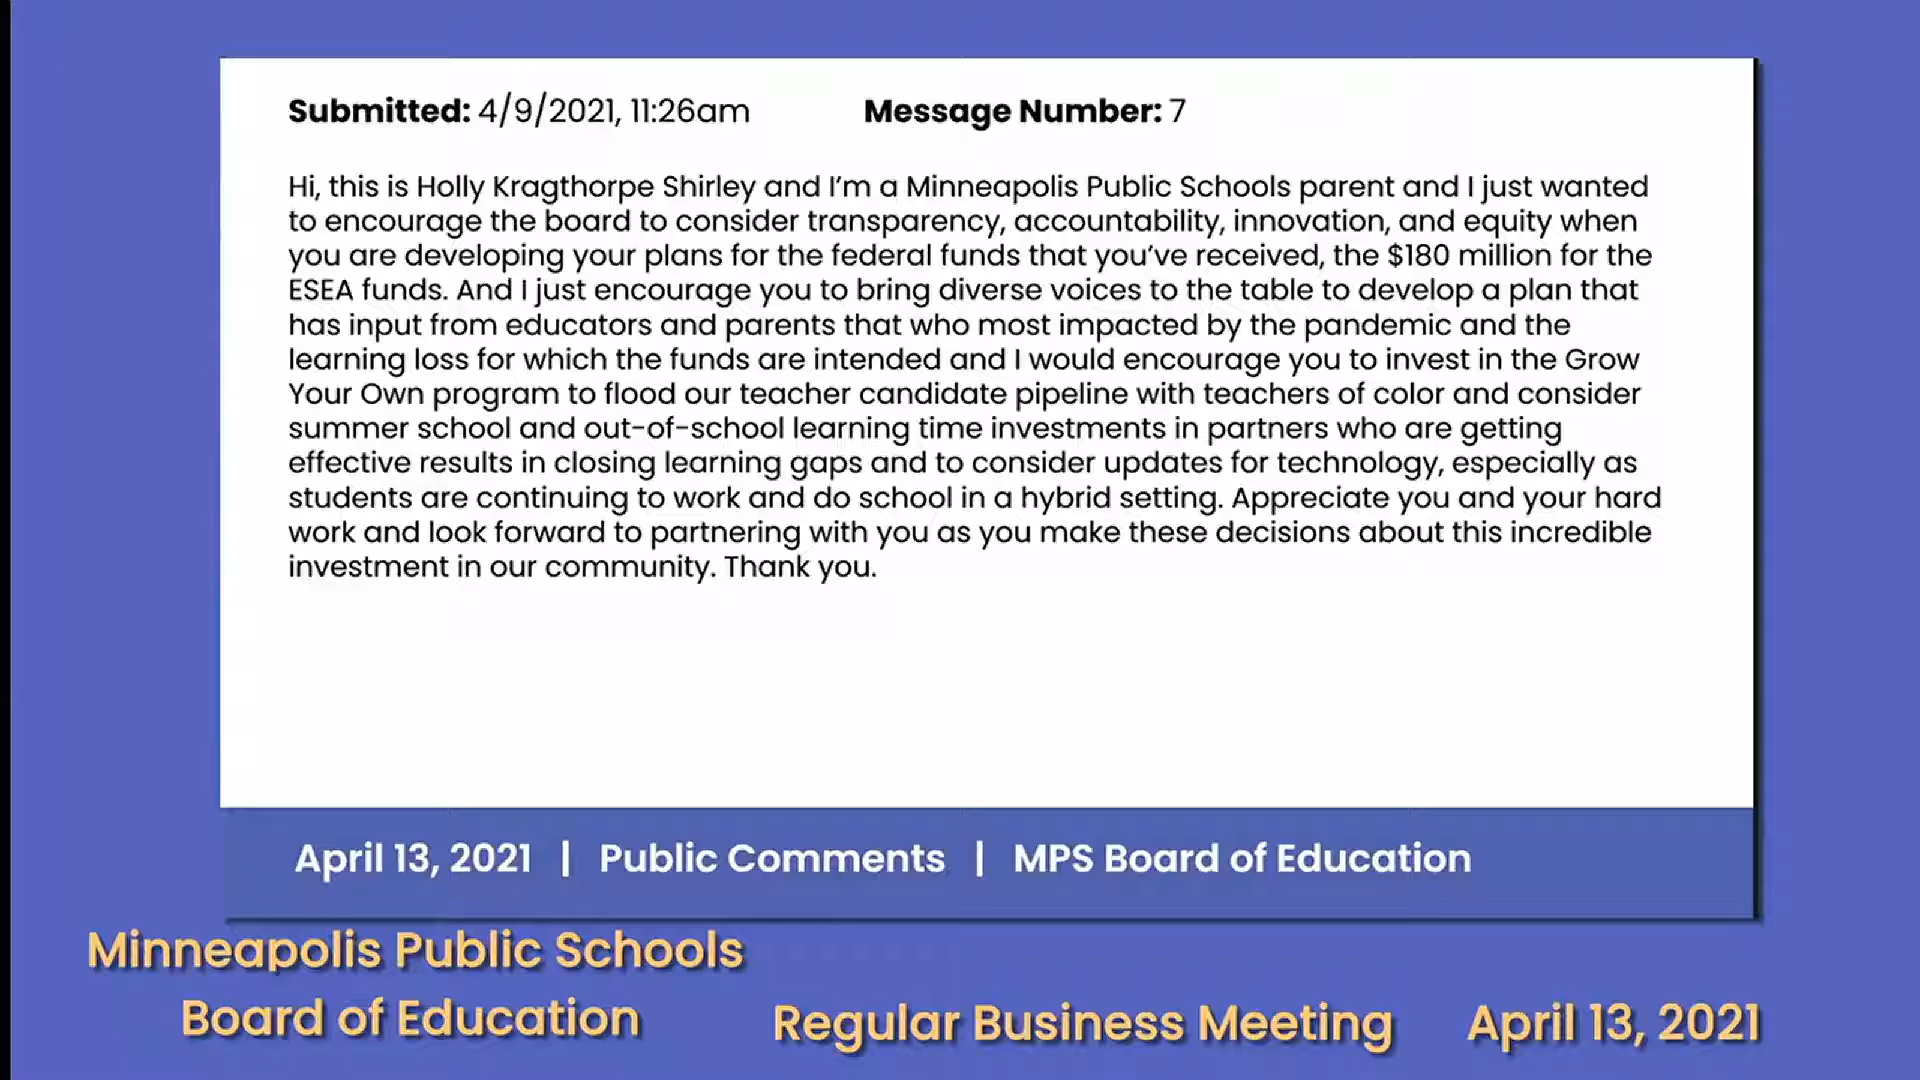 Submitted: 4/9/2021, 11:26am Message Number: 7
Hi, this is Holly Kragthorpe Shirley and I'm a Minneapolis Public Schools parent and I just wanted
to encourage the board to consider transparency, accountability, innovation, and equity when
you are developing your plans for the federal funds that you've received, the $180 million for the
ESEA funds. And I just encourage you to bring diverse voices to the table to develop a plan that
has input from educators and parents that who most impacted by the pandemic and the
learning loss for which the funds are intended and I would encourage you to invest in the Grow
Your Own program to flood our teacher candidate pipeline with teachers of color and consider
summer school and out-of-school learning time investments in partners who are getting
effective results in closing learning gaps and to consider updates for technology, especially as
students are continuing to work and do school in a hybrid setting. Appreciate you and your hard
work and look forward to partnering with you as you make these decisions about this incredible
investment in our community. Thank you.
April 13, 2021 | Public Comments | MPS Board of Education
Minneapolis Public Schools
Board of Education Regular Business Meeting April 13, 2021